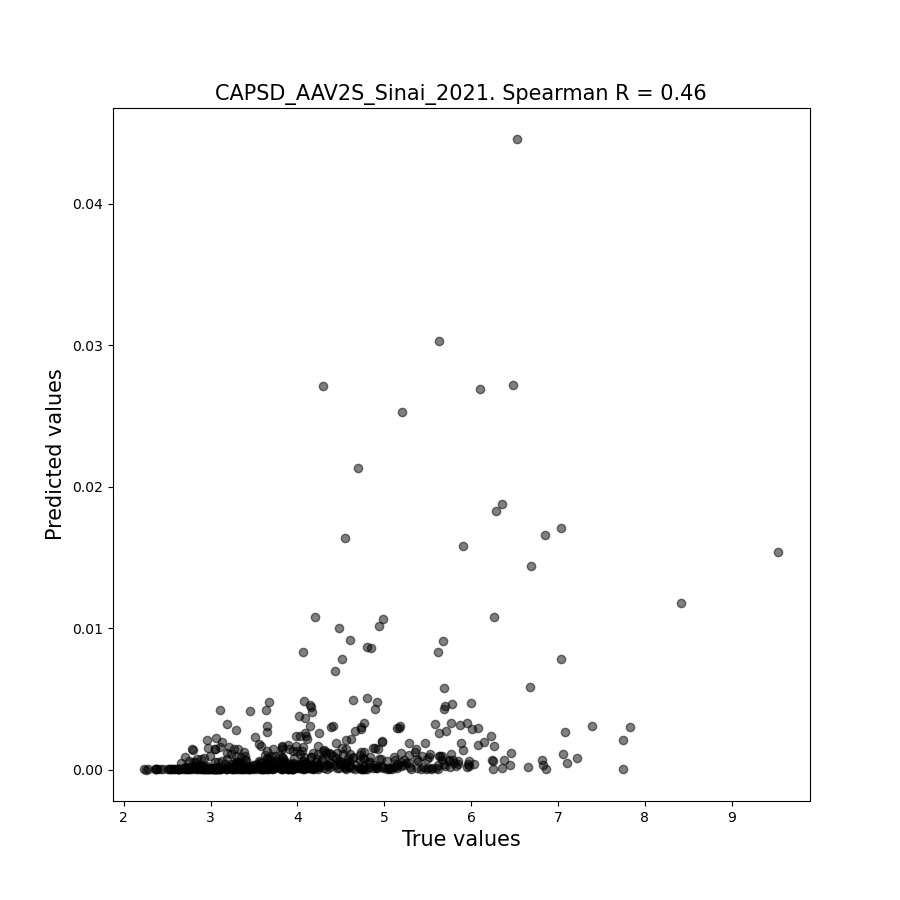 CAPSD_AAV2S_Sinai_2021. Spearman R = 0.46
Predicted values
0.04
0.03
0.02
0.01
0.00
2 3 4 5 6 7 8 9
True values